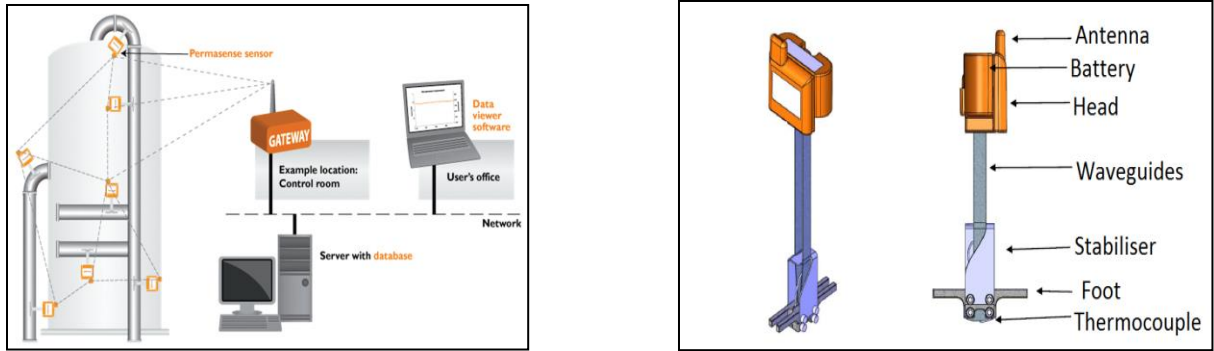 Permasense sensor
GATEWAY
Example location:
Control room
Data
viewer
software
User's office
Network
Server with database
Antenna
Battery
Head
Waveguides
Stabiliser
Foot
Thermocouple